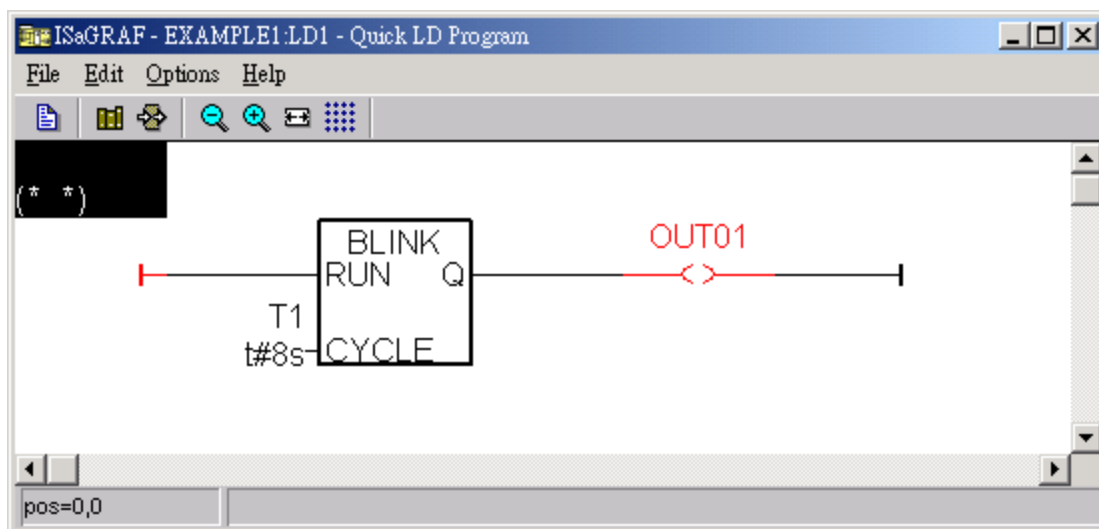 ISaGRAF - EXAMPLE1:LD1 - Quick LD Program
File Edit Options Help
(* *)
BLINK
OUT01
RUN Q
T1
t#8s CYCLE
pos=0,0